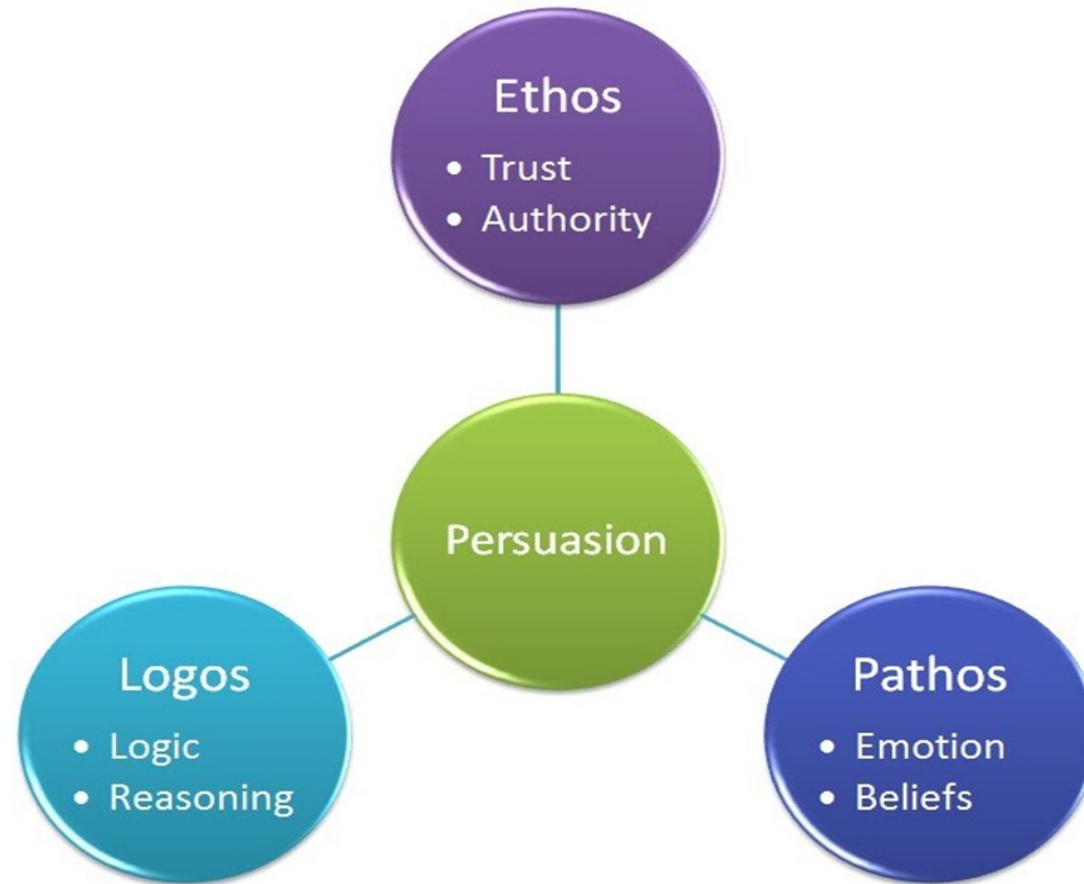 Ethos
• Trust
• Authority
Persuasion
Logos
• Logic
• Reasoning
Pathos
• Emotion
• Beliefs